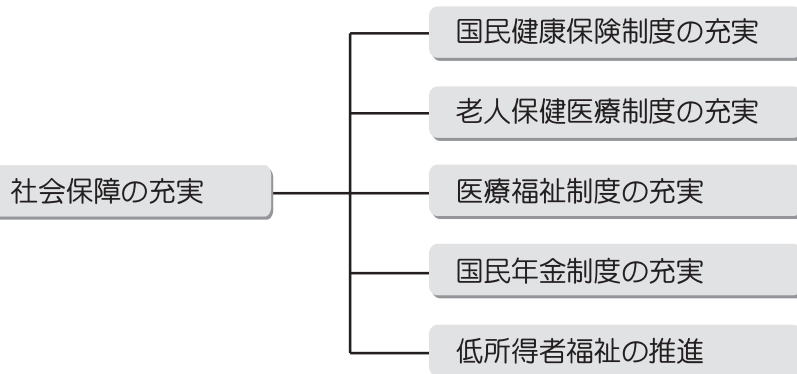 社会保障の充実
国民健康保険制度の充実
老人保健医療制度の充実
医療福祉制度の充実
国民年金制度の充実
低所得者福祉の推進